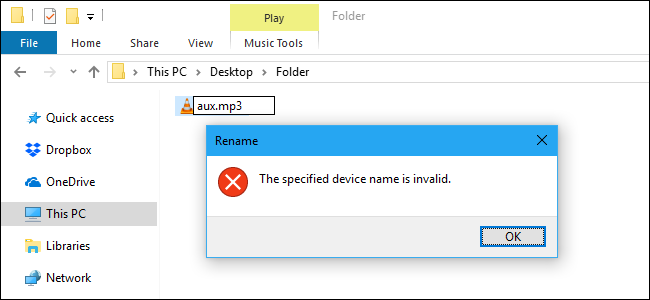 Play
Folder
File
Home
Share
View
Music Tools
This PC > Desktop > Folder
aux.mp3
Quick access
Dropbox
OneDrive
This PC
Libraries
Network
Rename
The specified device name is invalid.
OK